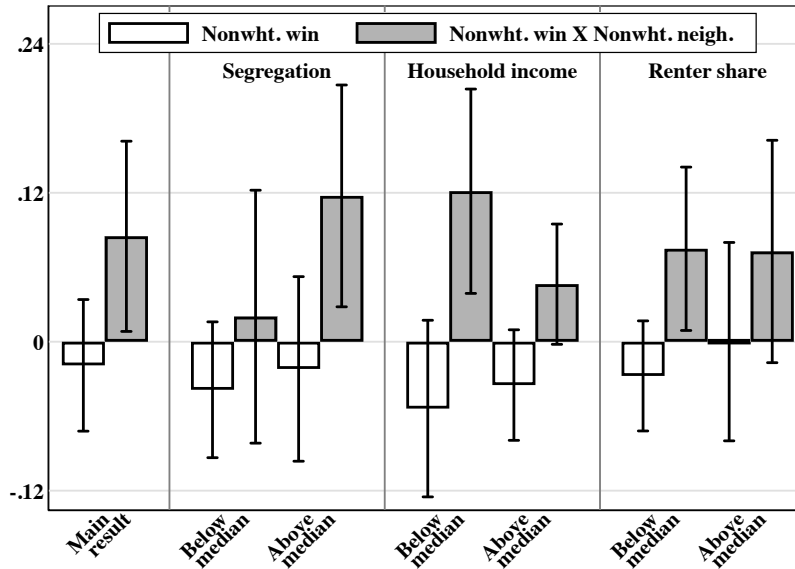 Nonwht. win
Nonwht. win X Nonwht. neigh.
Segregation
Household income
Renter share
.24
.12
0
-.12
Main
result
Below
median
Above
median
Below
median
Above
median
Below
median
Above
median